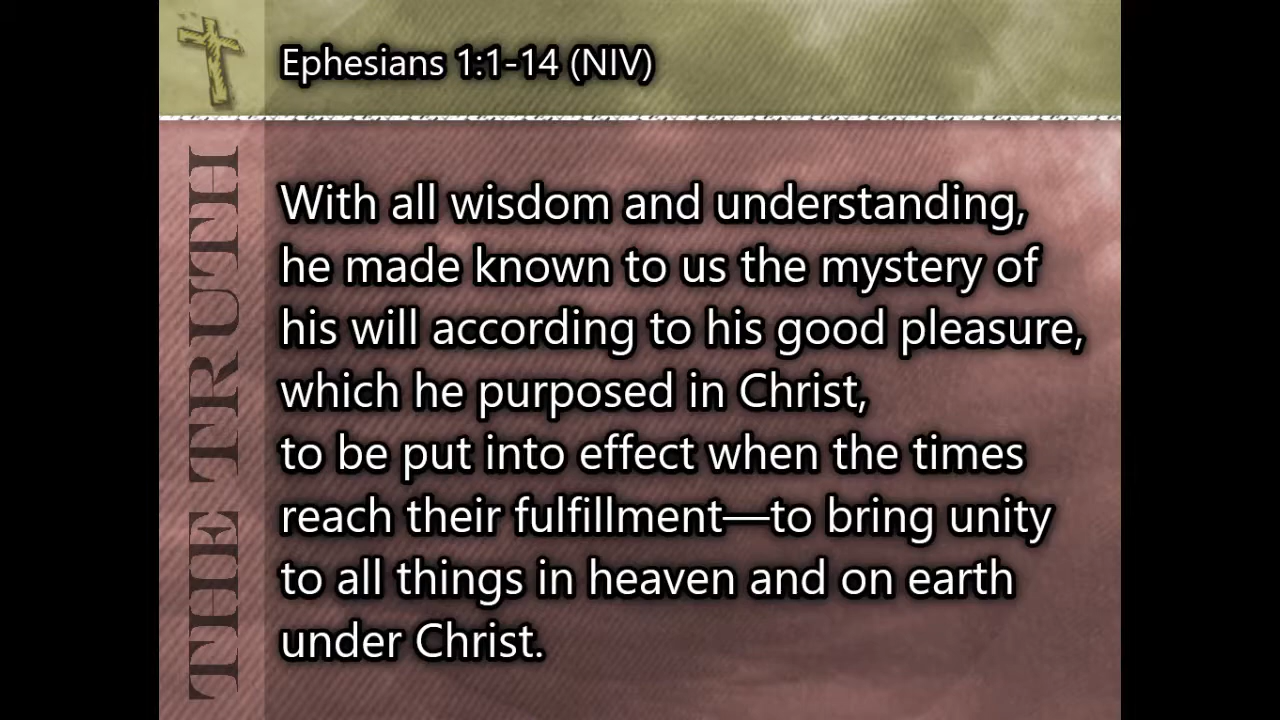 Ephesians 1:1-14 (NIV)
THE TRUTH
With all wisdom and understanding,
he made known to us the mystery of
his will according to his good pleasure,
which he purposed in Christ,
to be put into effect when the times
reach their fulfillment—to bring unity
to all things in heaven and on earth
under Christ.